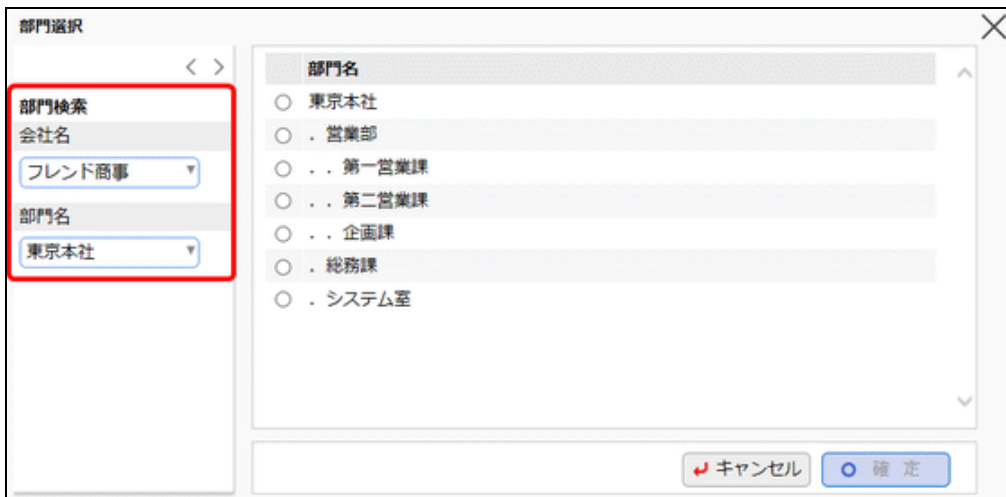 部門選択
部門検索
会社名
フレンド商事
部門名
東京本社
部門名
東京本社
. 営業部
. . 第一営業課
. . 第二営業課
. . 企画課
. 総務課
. システム室
キャンセル
確 定